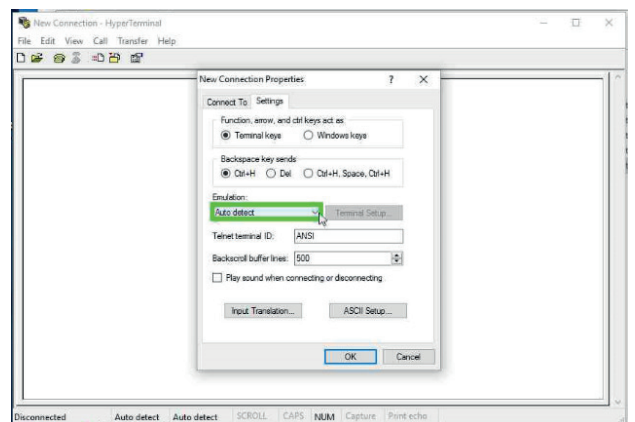 New Connection - HyperTerminal
File Edit View Call Transfer Help
New Connection Properties
Connect To Settings
Function, arrow, and ctrl keys act as
Terminal keys Windows keys
Backspace key sends
Ctrl+H Del Ctrl+H, Space, Ctrl+H
Emulation:
Auto detect Terminal Setup...
Telnet terminal ID: ANSI
Backscroll buffer lines: 500
Play sound when connecting or disconnecting
Input Translation... ASCII Setup...
OK Cancel
Disconnected Auto detect Auto detect SCROLL CAPS NUM Capture Print echo